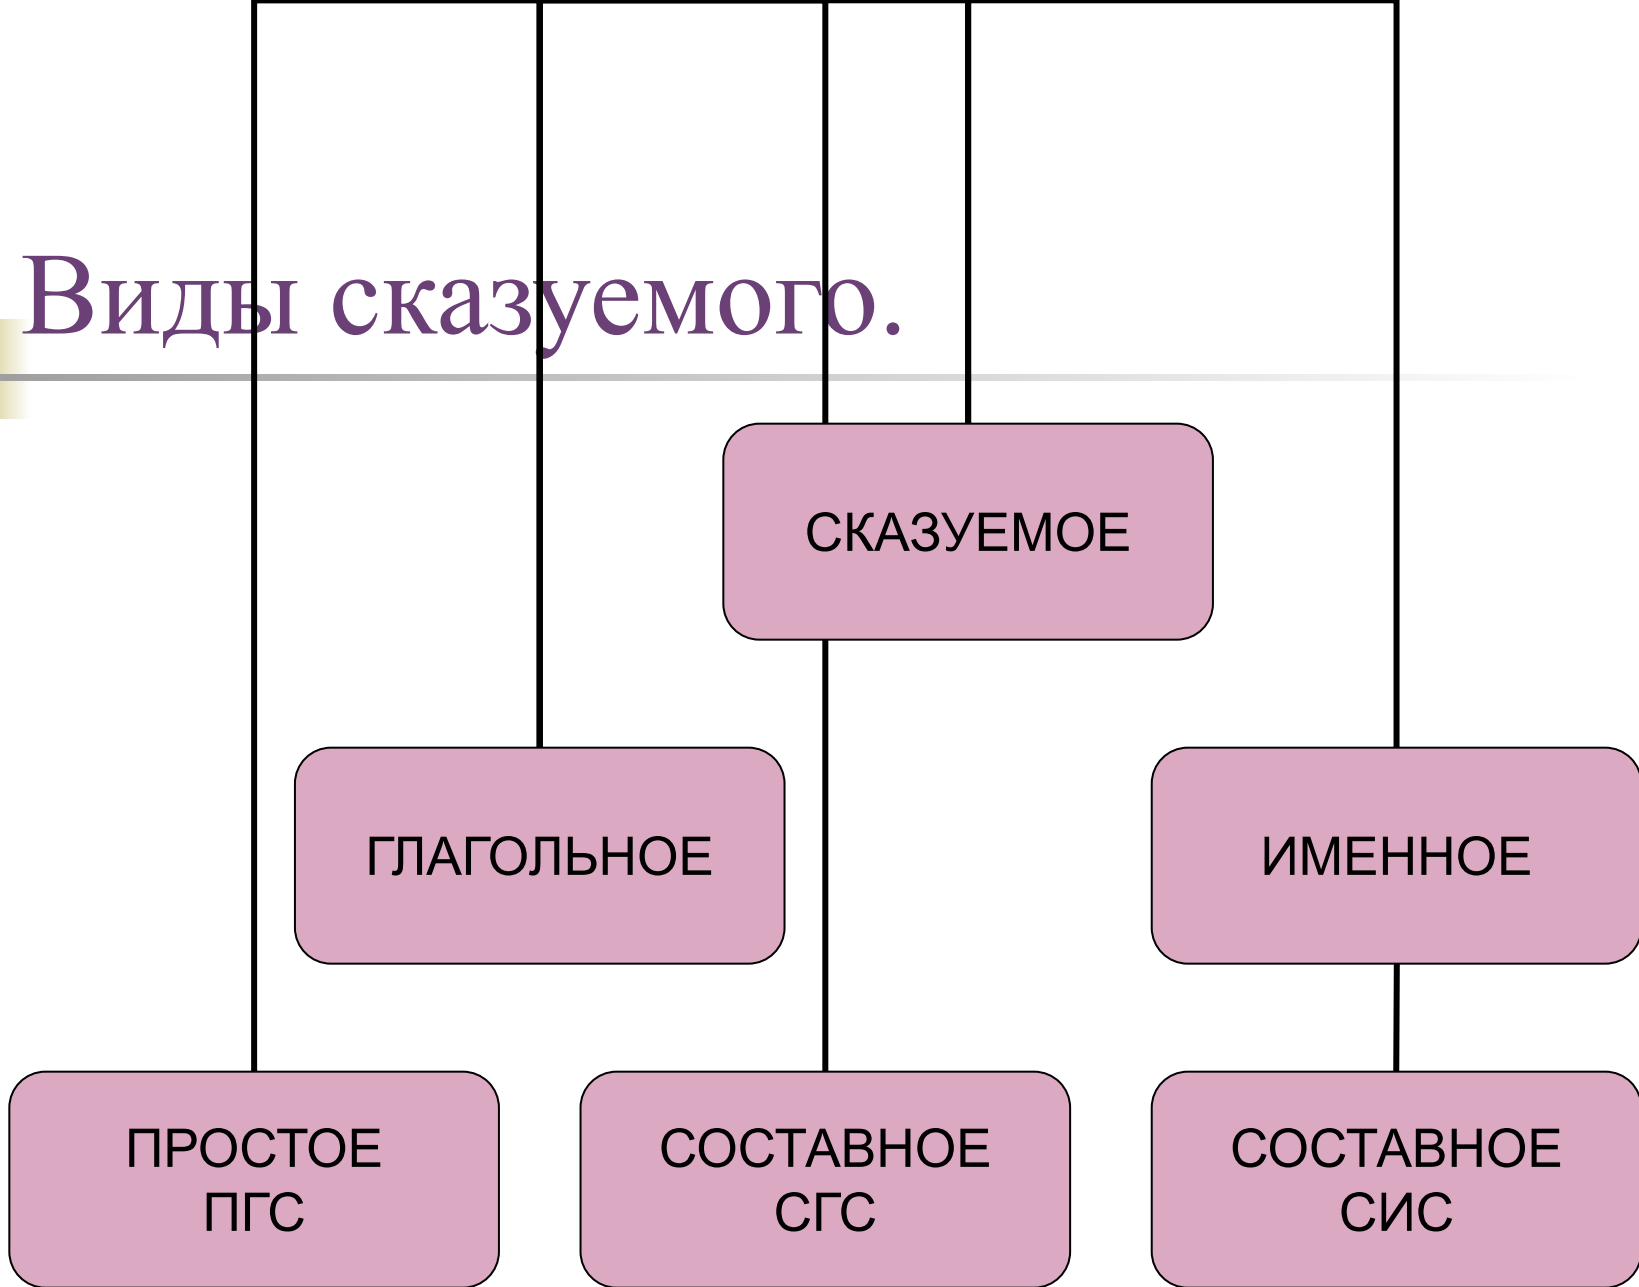 Виды сказуемого.
СКАЗУЕМОЕ
ГЛАГОЛЬНОЕ
ИМЕННОЕ
ПРОСТОЕ
ПГС
СОСТАВНОЕ
СГС
СОСТАВНОЕ
СИС